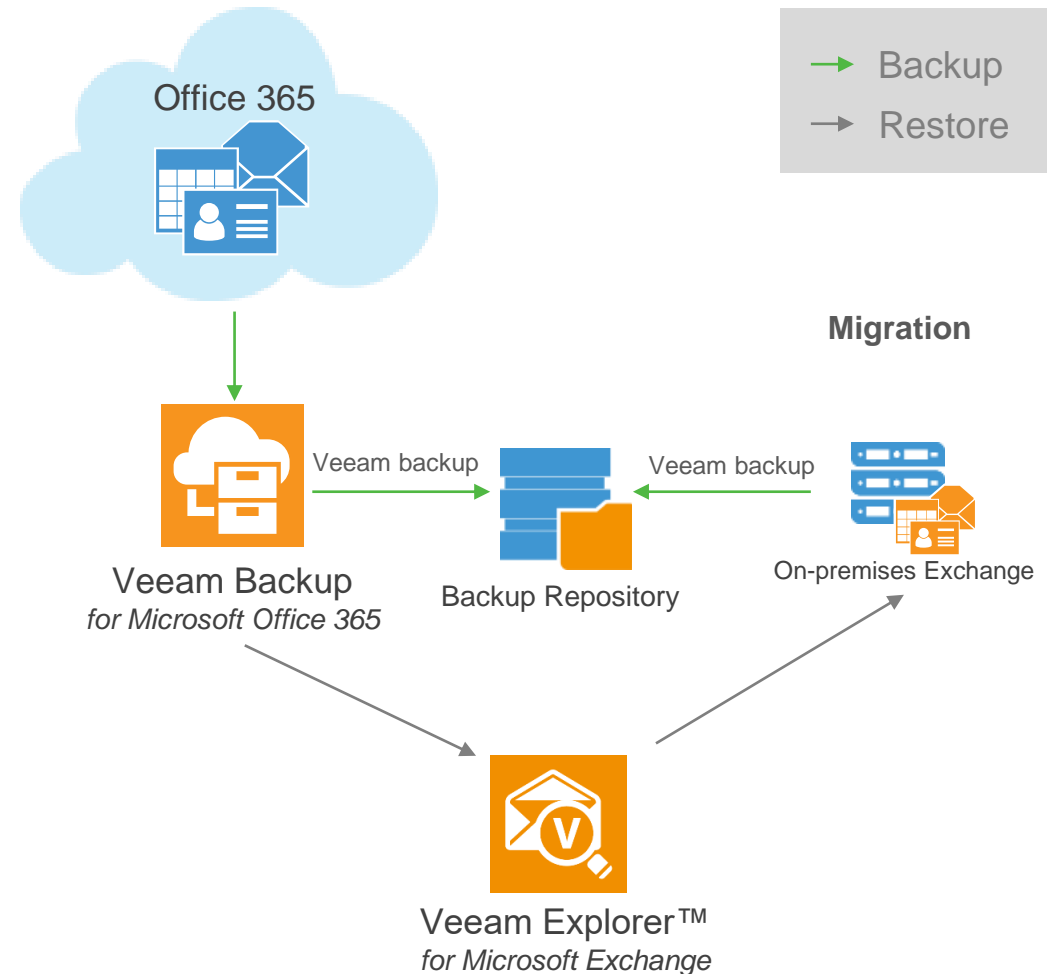 Office 365
Backup
Restore
Migration
Veeam backup
Veeam backup
Veeam Backup
for Microsoft Office 365
Backup Repository
On-premises Exchange
V
Veeam Explorer™
for Microsoft Exchange